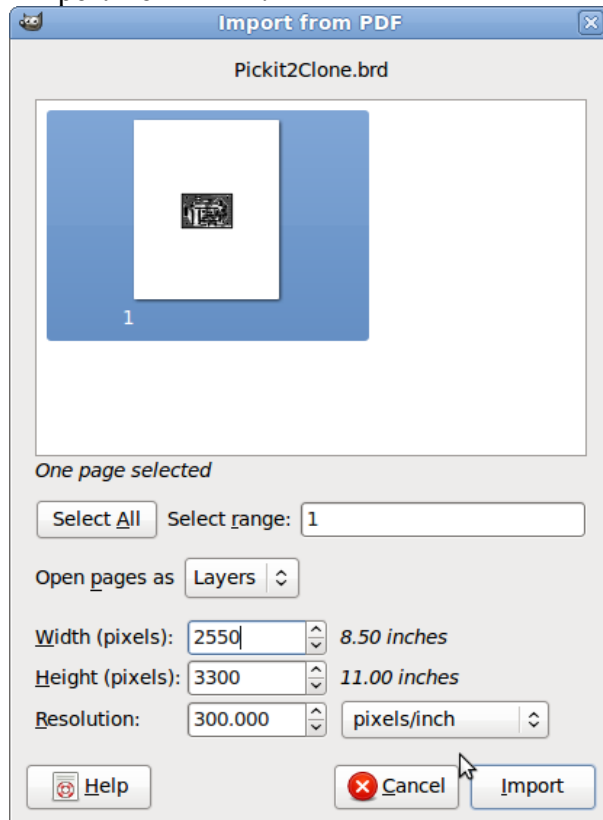 Import from PDF
Pickit2Clone.brd
1
One page selected
Select All Select range: 1
Open pages as Layers
Width (pixels): 2550 8.50 inches
Height (pixels): 3300 11.00 inches
Resolution: 300.000 pixels/inch
Help Cancel Import